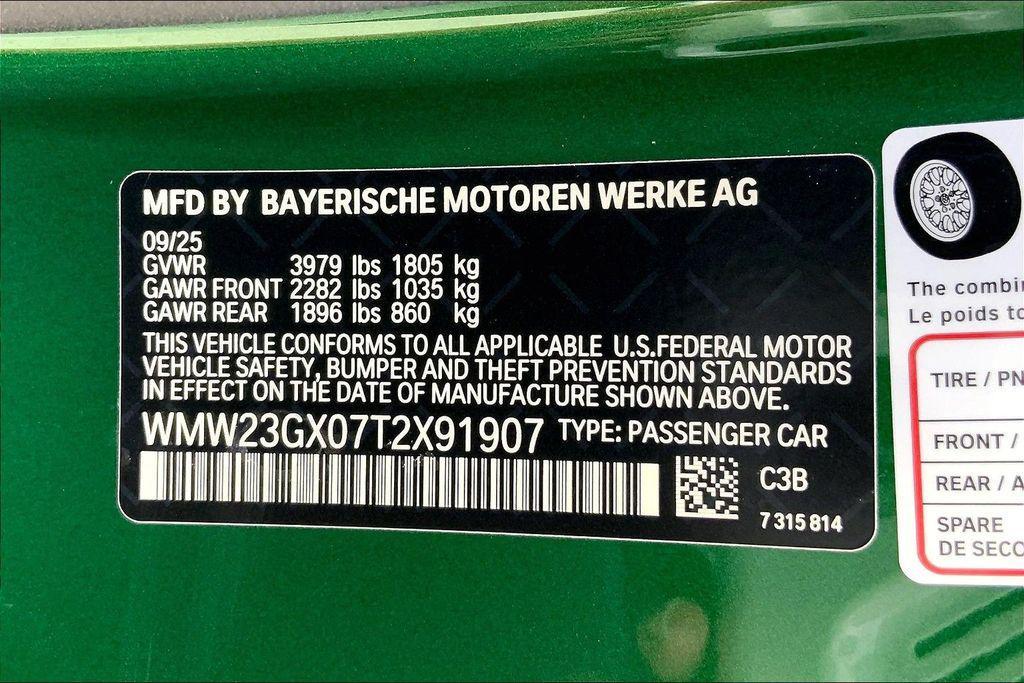 MFD BY BAYERISCHE MOTOREN WERKE AG
09/25
GVWR 3979 lbs 1805 kg
GAWR FRONT 2282 lbs 1035 kg
GAWR REAR 1896 lbs 860 kg
THIS VEHICLE CONFORMS TO ALL APPLICABLE U.S.FEDERAL MOTOR
VEHICLE SAFETY, BUMPER AND THEFT PREVENTION STANDARDS
IN EFFECT ON THE DATE OF MANUFACTURE SHOWN ABOVE.
WMW23GX07T2X91907 TYPE: PASSENGER CAR
C3B
7 315 814
The combin
Le poids to
TIRE / PN
FRONT /
REAR / A
SPARE
DE SECO